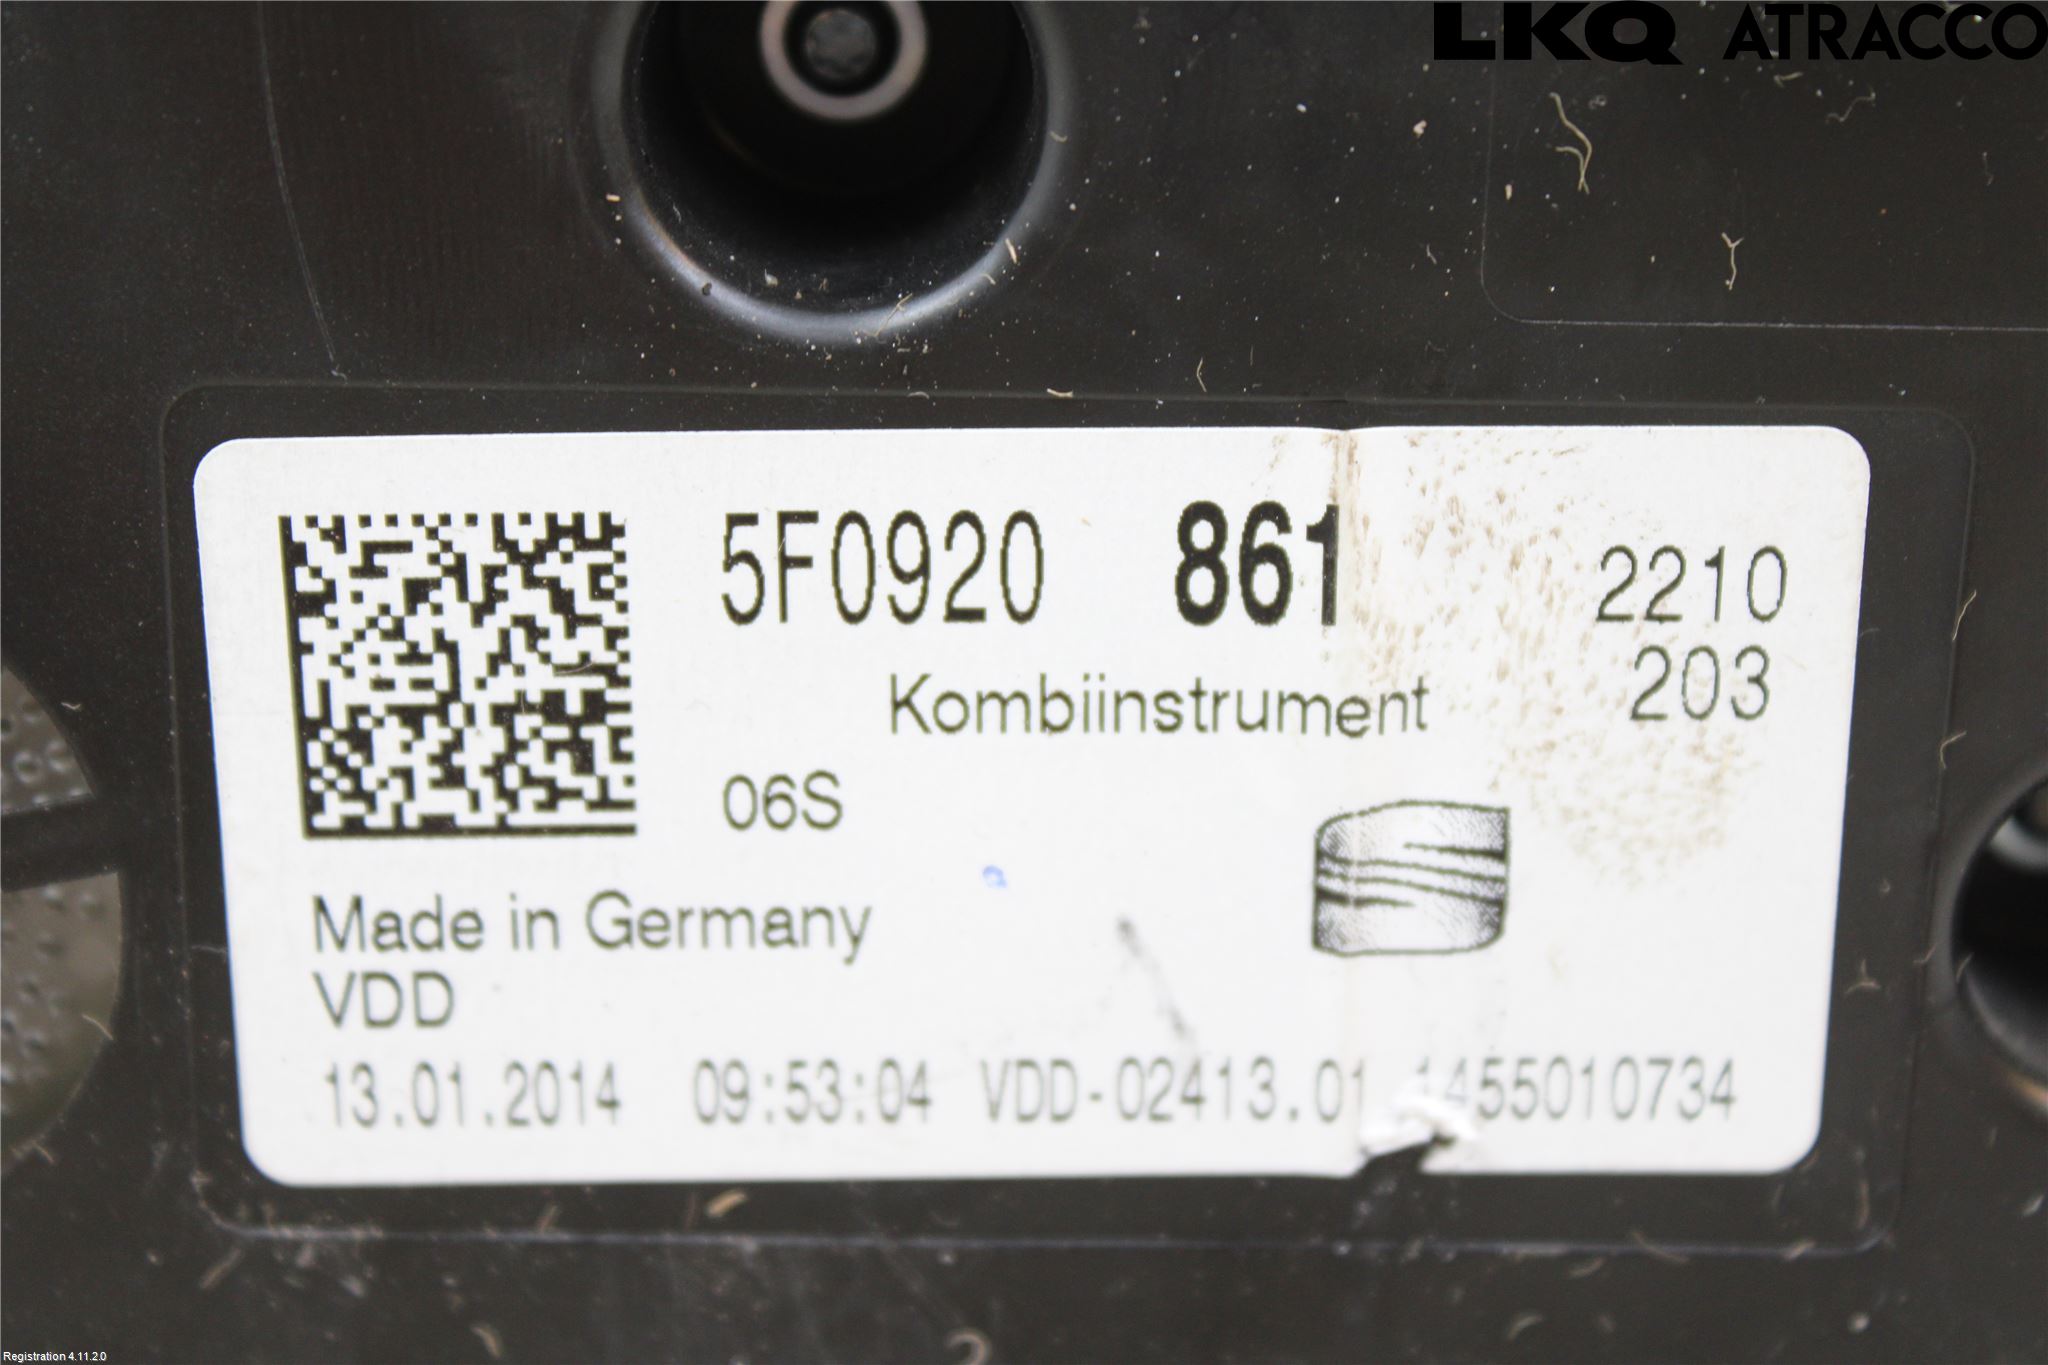 LKQ ATRACCO
5F0920 861 2210
203
Kombiinstrument
06S
Made in Germany
VDD
13.01.2014 09:53:04 VDD-02413.01 1455010734
Registration 4.11.2.0